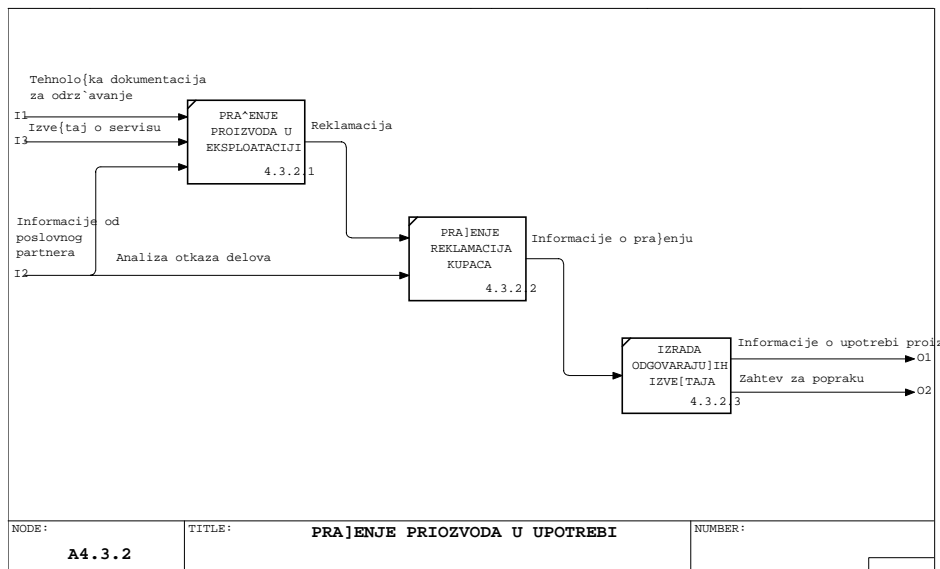 Tehnolo{ka dokumentacija
za odrz`avanje
I1
Izve{taj o servisu
I3
PRA^ENJE
PROIZVODA U
EKSPLOATACIJI
4.3.2.1
Reklamacija
Informacije od
poslovnog
partnera
I2
Analiza otkaza delova
PRA]ENJE
REKLAMACIJA
KUPACA
4.3.2.2
Informacije o pra}enju
IZRADA
ODGOVARAJU]IH
IZVE[TAJA
4.3.2.3
Informacije o upotrebi proiz
O1
Zahtev za popraku
O2
NODE:
A4.3.2
TITLE:
PRA]ENJE PRIOZVODA U UPOTREBI
NUMBER: